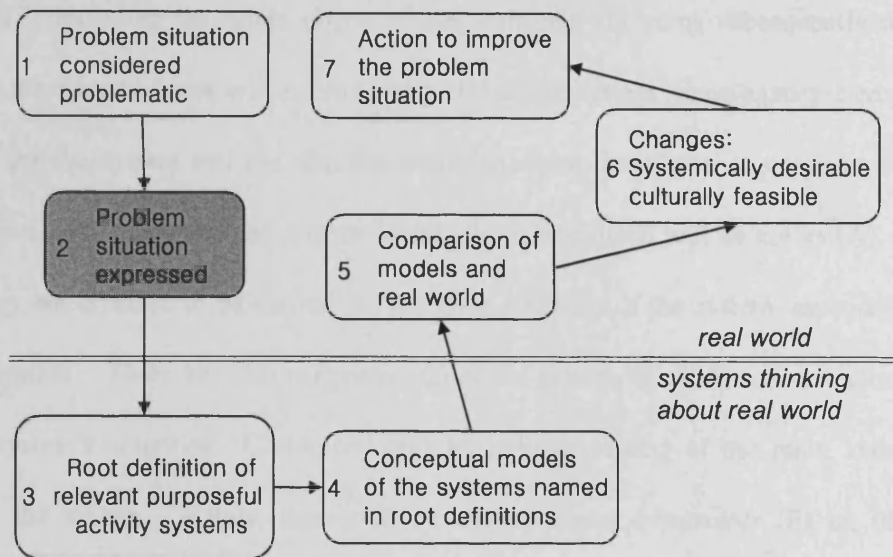 1
Problem situation
considered
problematic
2
Problem
situation
expressed
3
Root definition of
relevant purposeful
activity systems
4
Conceptual models
of the systems named
in root definitions
5
Comparison of
models and
real world
6
Changes:
Systemically desirable
culturally feasible
7
Action to improve
the problem
situation
real world
systems thinking
about real world